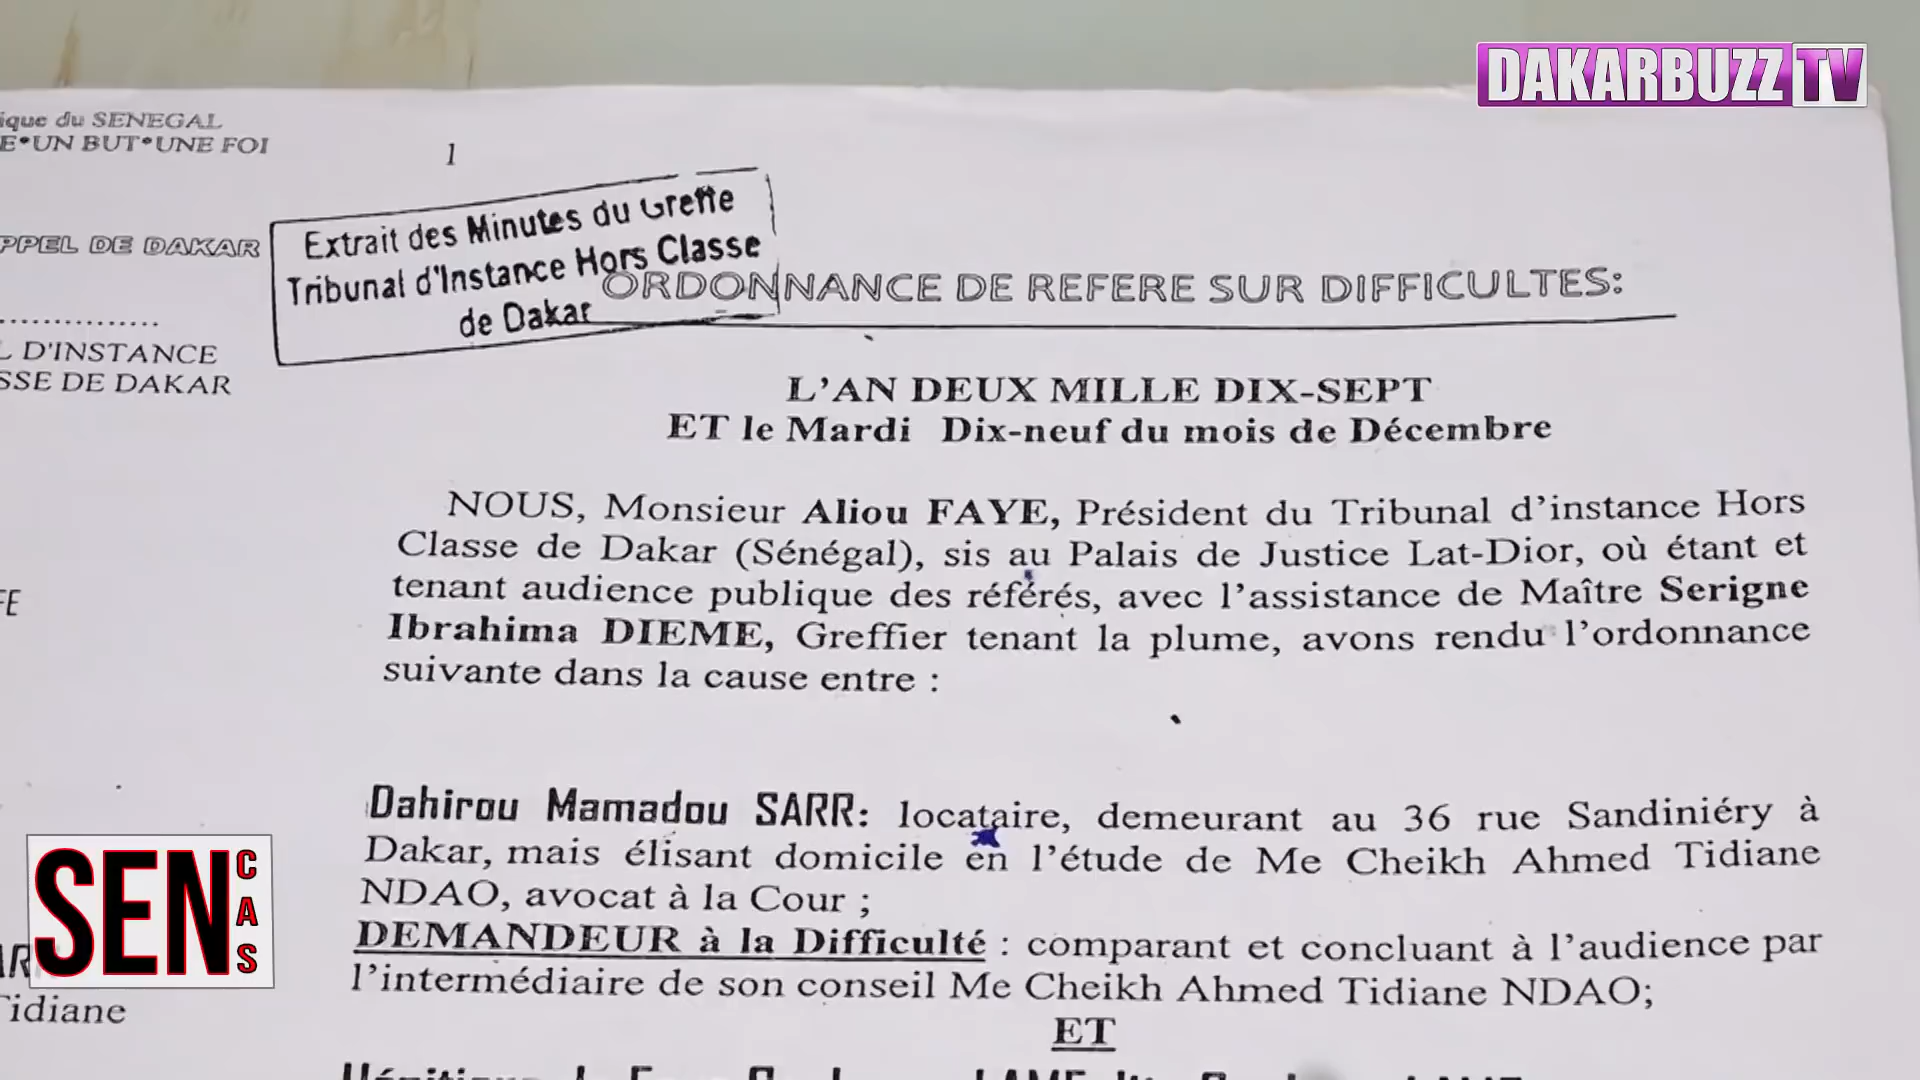 DAKARBUZZ TV
ique du SENEGAL
E*UN BUT*UNE FOI
1
Extrait des Minutes du Greffe
Tribunal d'Instance Hors Classe
de Dakar
PPEL DE DAKAR
ORDONNANCE DE REFERE SUR DIFFICULTES:
...............
L D'INSTANCE
SSE DE DAKAR
L'AN DEUX MILLE DIX-SEPT
ET le Mardi Dix-neuf du mois de Décembre
NOUS, Monsieur Aliou FAYE, Président du Tribunal d'instance Hors
Classe de Dakar (Sénégal), sis au Palais de Justice Lat-Dior, où étant et
tenant audience publique des référés, avec l'assistance de Maître Serigne
FE
Ibrahima DIEME, Greffier tenant la plume, avons rendu l'ordonnance
suivante dans la cause entre :
Dahirou Mamadou SARR: locataire, demeurant au 36 rue Sandiniéry à
Dakar, mais élisant domicile en l'étude de Me Cheikh Ahmed Tidiane
NDAO, avocat à la Cour ;
DEMANDEUR à la Difficulté : comparant et concluant à l'audience par
l'intermédiaire de son conseil Me Cheikh Ahmed Tidiane NDAO;
SEN CAS
Tidiane
ET